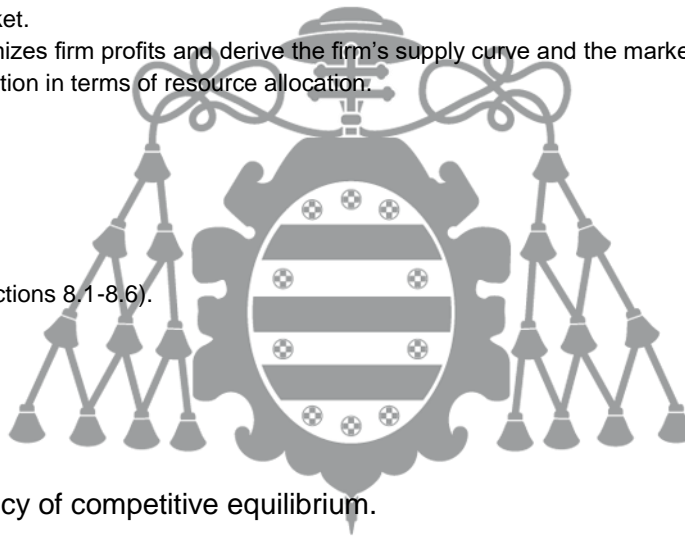 ket.
nizes firm profits and derive the firm's supply curve and the marke
tion in terms of resource allocation.
ctions 8.1-8.6).
cy of competitive equilibrium.